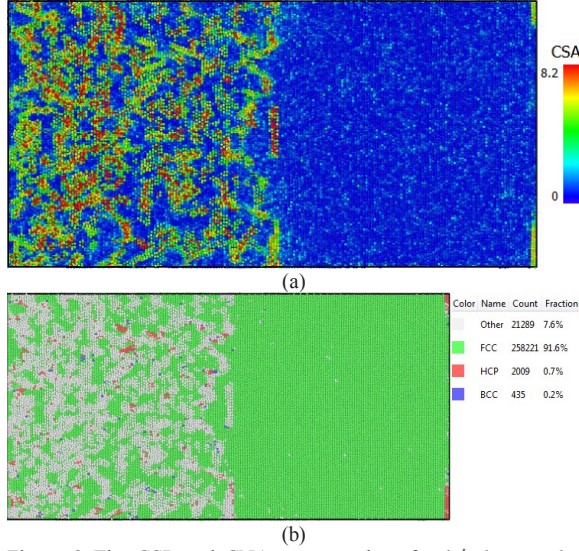 CSA
8.2
0
(a)
Color Name Count Fraction
Other 21289 7.6%
FCC 258221 91.6%
HCP 2009 0.7%
BCC 435 0.2%
(b)